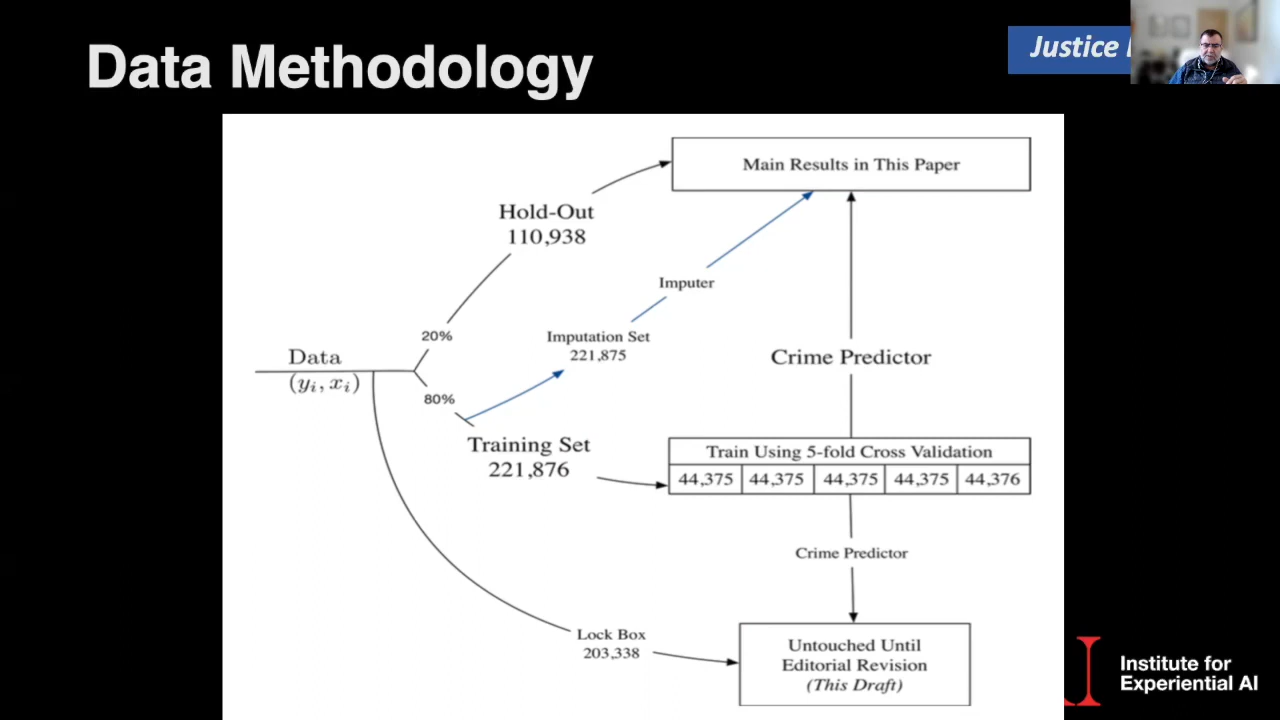 Data Methodology
Justice
Main Results in This Paper
Hold-Out
110,938
Imputer
20%
Imputation Set
221,875
Data
(yᵢ, xᵢ)
Crime Predictor
80%
Training Set
221,876
Train Using 5-fold Cross Validation
44,375 44,375 44,375 44,375 44,376
Crime Predictor
Lock Box
203,338
Untouched Until
Editorial Revision
(This Draft)
Institute for
Experiential AI